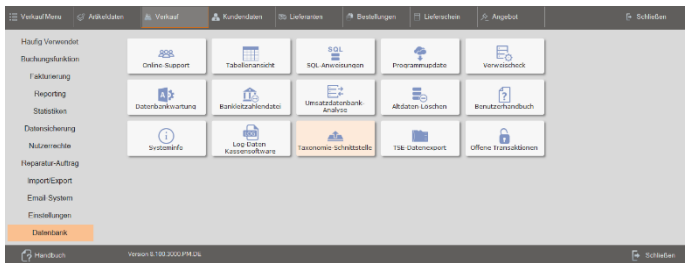 Verkauf Menu
Artikeldaten
Verkauf
Kundendaten
Lieferanten
Bestellungen
Lieferschein
Angebot
Schließen
Häufig Verwendet
Buchungsfunktion
Fakturierung
Reporting
Statistiken
Datensicherung
Nutzerrechte
Reparatur-Auftrag
Import/Export
Email System
Einstellungen
Datenbank
Online-Support
Tabellenansicht
SQL
SQL-Anweisungen
Programmupdate
Verweischeck
Datenbankwartung
Bankleitzahlendatei
Umsatzdatenbank-
Analyse
Altdaten-Löschen
Benutzerhandbuch
Systeminfo
Log-Daten
Kassensoftware
Taxonomie-Schnittstelle
TSE-Datenexport
Offene Transaktionen
Handbuch
Schließen